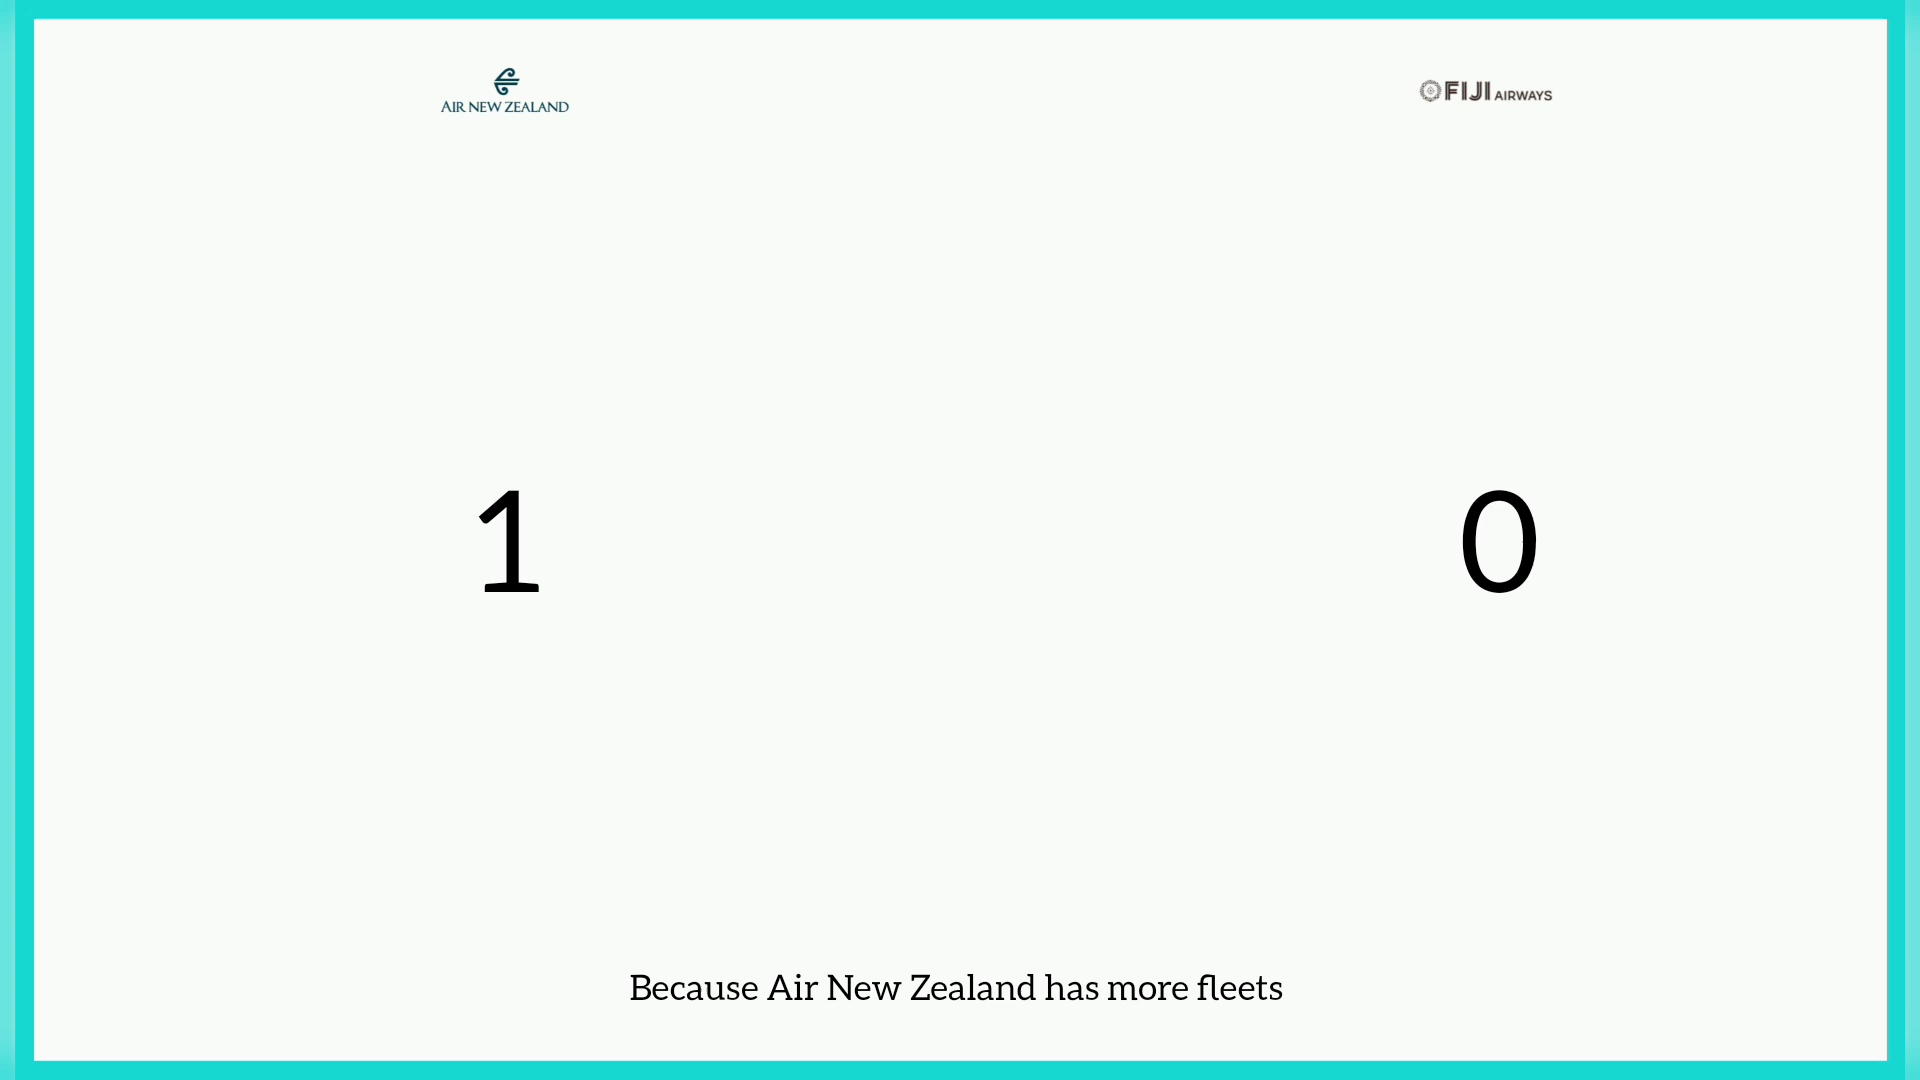 AIR NEW ZEALAND
FIJI AIRWAYS
1
0
Because Air New Zealand has more fleets